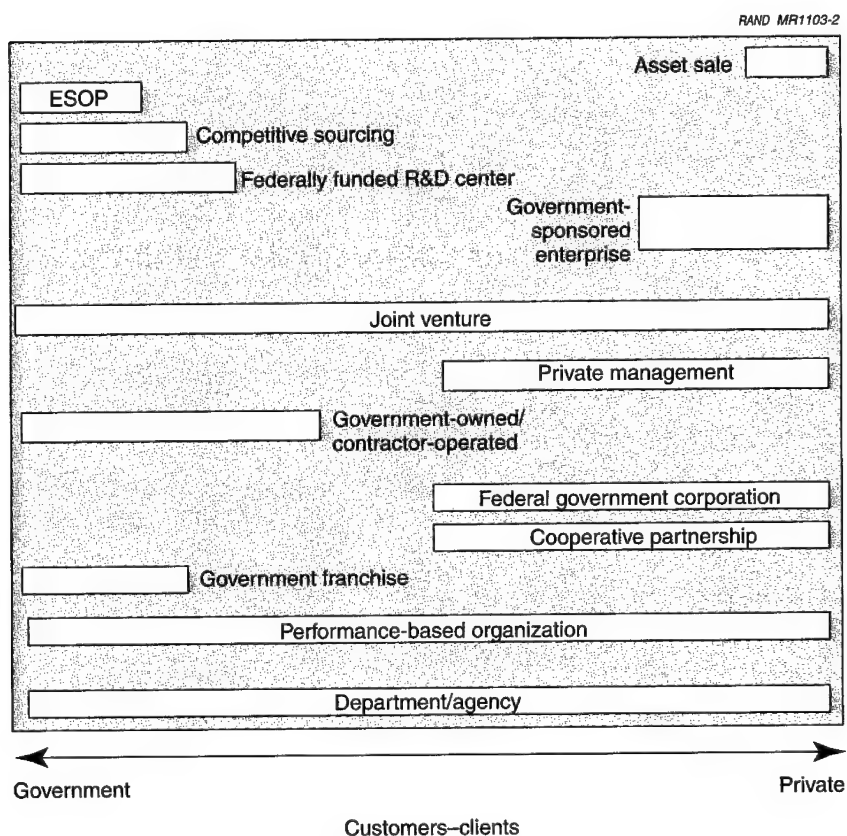 RAND MR1103-2
Asset sale
ESOP
Competitive sourcing
Federally funded R&D center
Government-
sponsored
enterprise
Joint venture
Private management
Government-owned/
contractor-operated
Federal government corporation
Cooperative partnership
Government franchise
Performance-based organization
Department/agency
Government
Private
Customers–clients